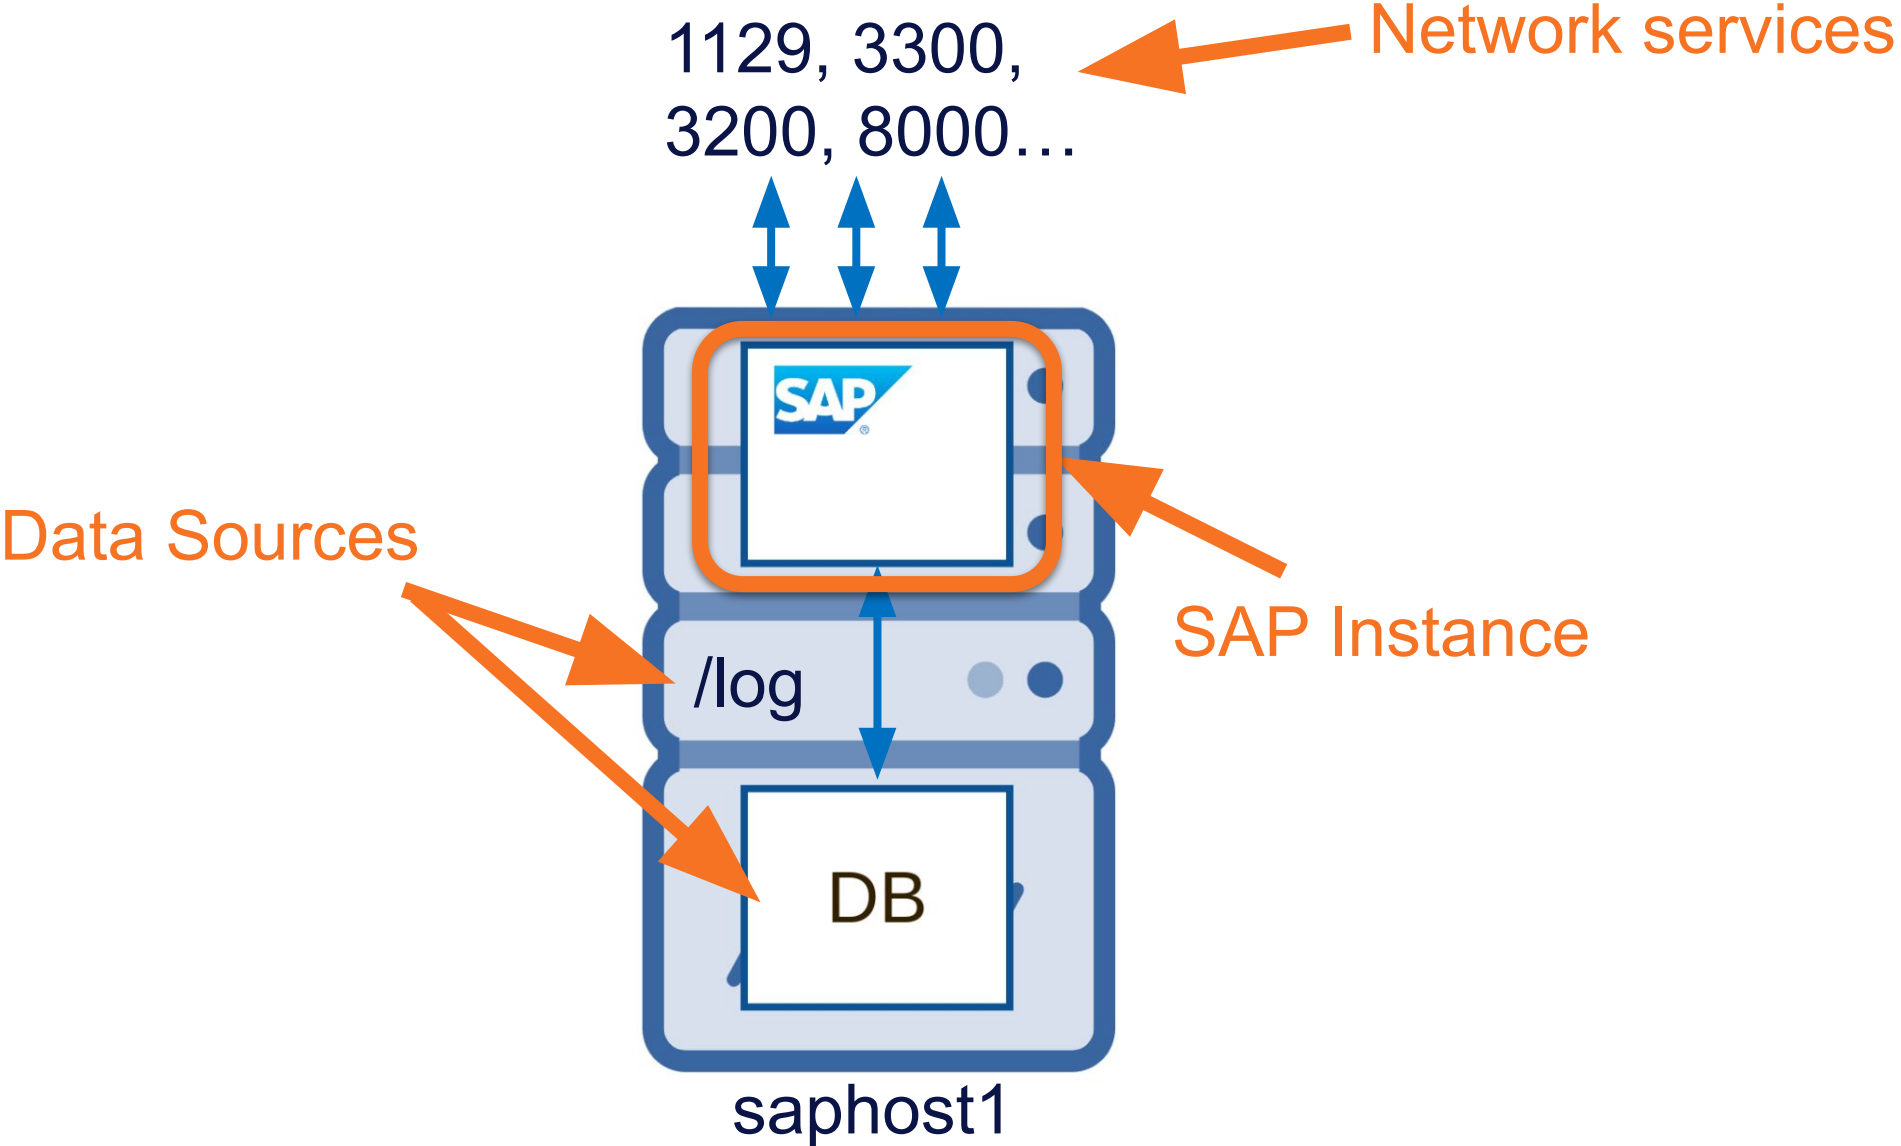 Network services
1129, 3300,
3200, 8000…
SAP
®
Data Sources
SAP Instance
/log
DB
saphost1